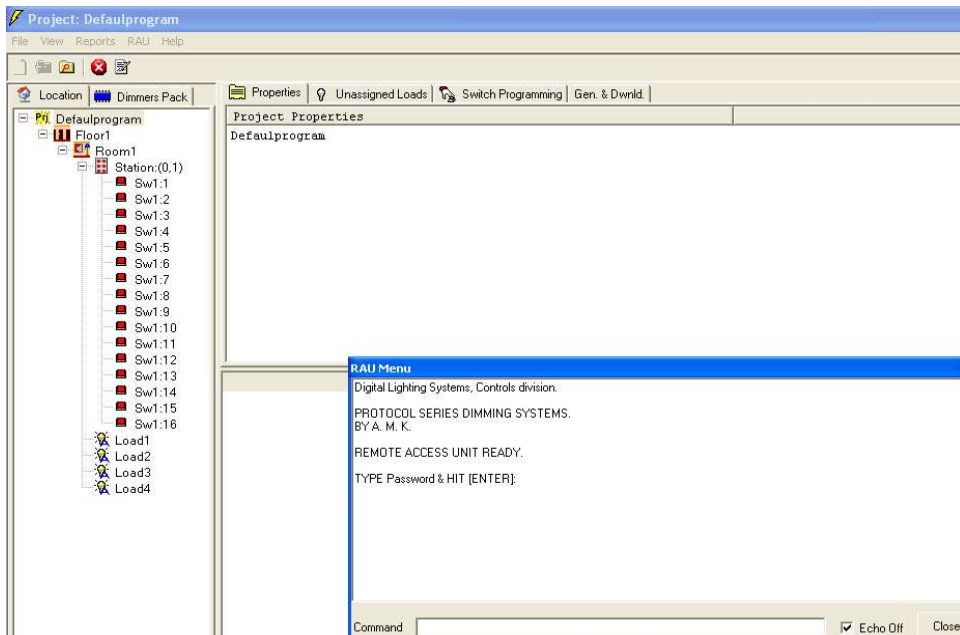 Project: Defaulprogram
File View Reports RAU Help
Location Dimmers Pack
Properties Unassigned Loads Switch Programming Gen. & Dwnld.
Project Properties
Defaulprogram
Prj Defaulprogram
Floor1
Room1
Station:(0,1)
Sw1:1
Sw1:2
Sw1:3
Sw1:4
Sw1:5
Sw1:6
Sw1:7
Sw1:8
Sw1:9
Sw1:10
Sw1:11
Sw1:12
Sw1:13
Sw1:14
Sw1:15
Sw1:16
Load1
Load2
Load3
Load4
RAU Menu
Digital Lighting Systems, Controls division.
PROTOCOL SERIES DIMMING SYSTEMS.
BY A. M. K.
REMOTE ACCESS UNIT READY.
TYPE Password & HIT [ENTER]:
Command Echo Off Close